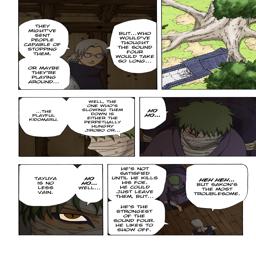 THEY
MIGHT'VE
SENT
PEOPLE
CAPABLE OF
STOPPING
THEM.
OR MAYBE
THEY'RE
PLAYING
AROUND...
BUT...WHO
WOULD'VE
THOUGHT
THE SOUND
FOUR
WOULD TAKE
SO LONG...
...THE
PLAYFUL
KIDOMARU.
WELL, THE
ONE WHO'S
SLOWING THEM
DOWN IS
EITHER THE
PERPETUALLY
HUNGRY
JIROBO OR...
HO
HO...
TAYUYA
IS NO
LESS
VAIN.
HO
HO...
WELL...
HE'S NOT
SATISFIED
UNTIL HE KILLS
HIS FOE.
HE COULD
JUST LEAVE
THEM, BUT...
HE'S THE
STRONGEST
OF THE
SOUND FOUR.
HE LIKES TO
SHOW OFF.
HEH HEH...
BUT SAKON'S
THE MOST
TROUBLESOME.